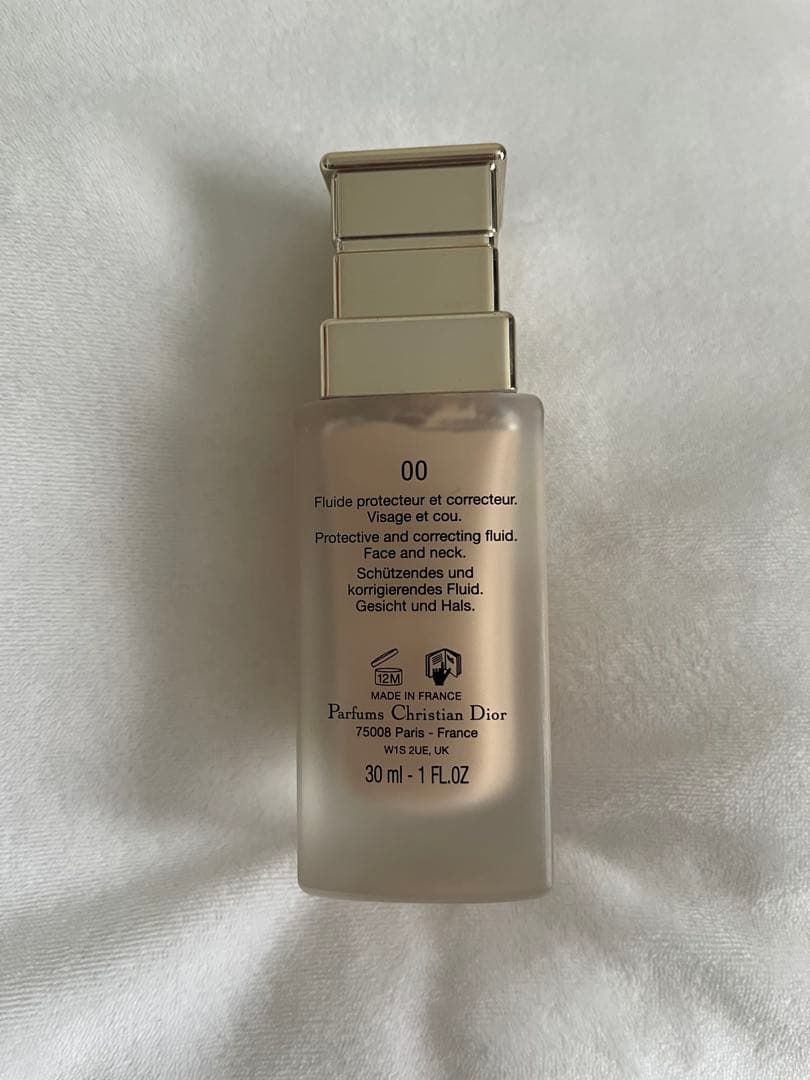 00
Fluide protecteur et correcteur.
Visage et cou.
Protective and correcting fluid.
Face and neck.
Schützendes und
korrigierendes Fluid.
Gesicht und Hals.
12M
MADE IN FRANCE
Parfums Christian Dior
75008 Paris - France
W1S 2UE, UK
30 ml - 1 FL.OZ